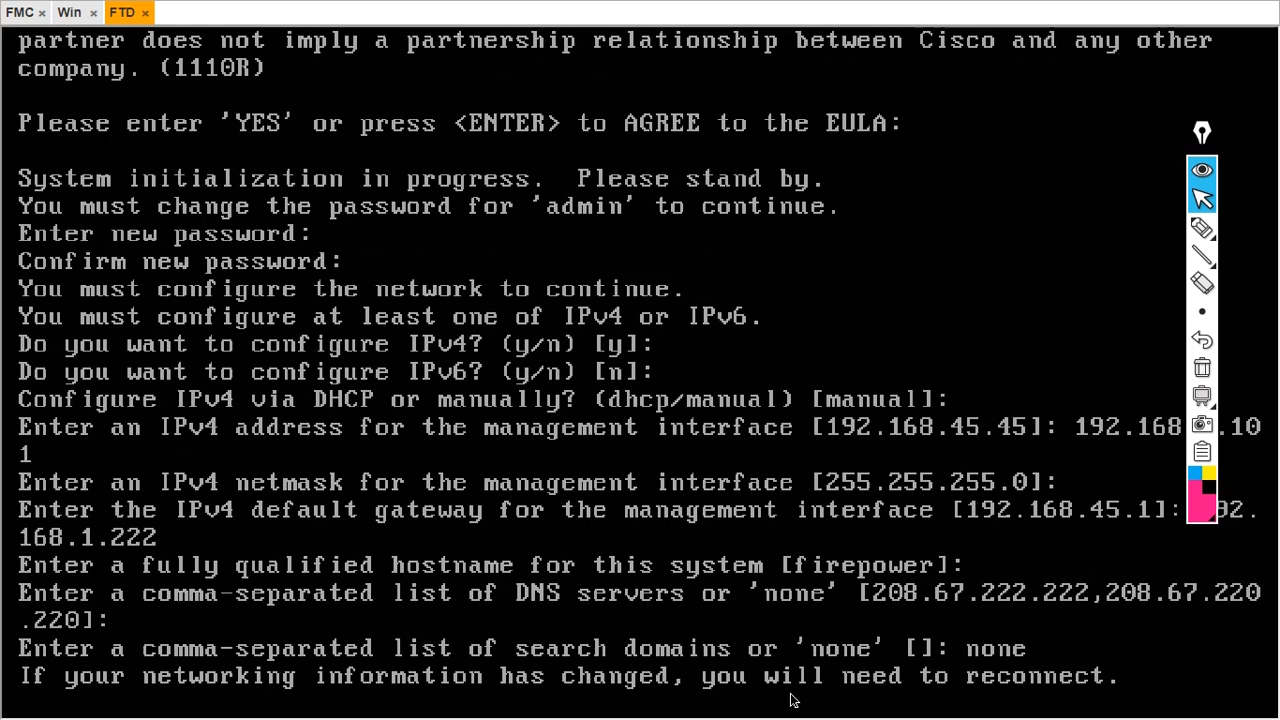 FMC × Win × FTD ×
partner does not imply a partnership relationship between Cisco and any other
company. (1110R)
Please enter 'YES' or press <ENTER> to AGREE to the EULA:
System initialization in progress.  Please stand by.
You must change the password for 'admin' to continue.
Enter new password:
Confirm new password:
You must configure the network to continue.
You must configure at least one of IPv4 or IPv6.
Do you want to configure IPv4? (y/n) [y]:
Do you want to configure IPv6? (y/n) [n]:
Configure IPv4 via DHCP or manually? (dhcp/manual) [manual]:
Enter an IPv4 address for the management interface [192.168.45.45]: 192.168 .10
1
Enter an IPv4 netmask for the management interface [255.255.255.0]:
Enter the IPv4 default gateway for the management interface [192.168.45.1]: 92.
168.1.222
Enter a fully qualified hostname for this system [firepower]:
Enter a comma-separated list of DNS servers or 'none' [208.67.222.222,208.67.220
.220]:
Enter a comma-separated list of search domains or 'none' []: none
If your networking information has changed, you will need to reconnect.